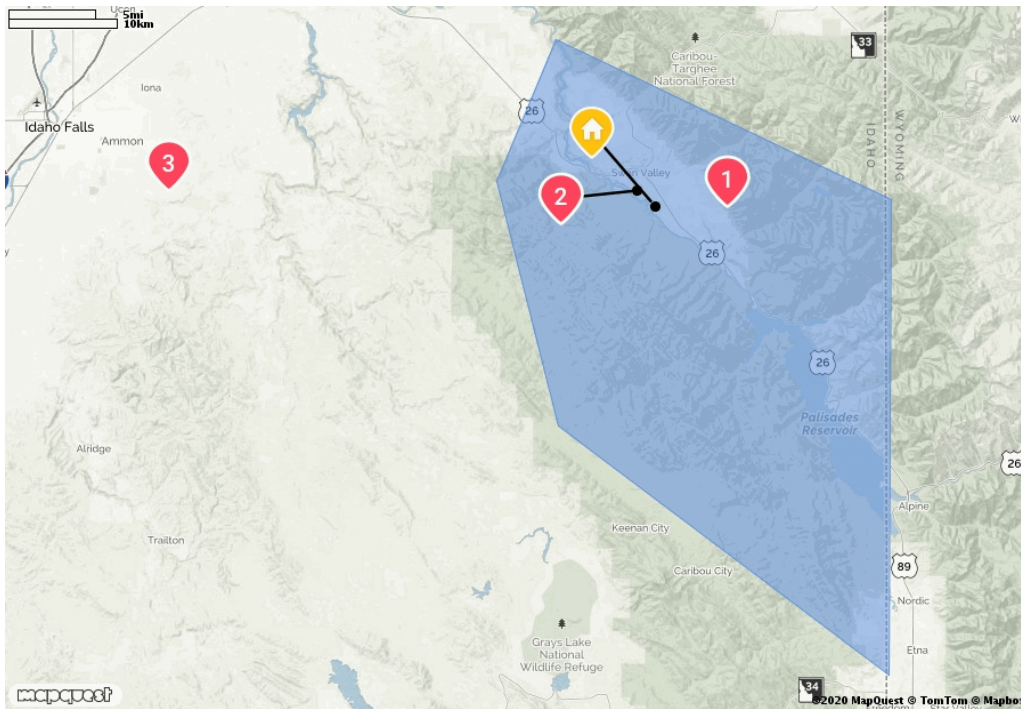 5mi
10km
Ucon
33
Caribou-
Targhee
National Forest
Iona
26
Idaho Falls
Ammon
IDAHO
WYOMING
3
Swan Valley
1
2
26
26
Palisades
Reservoir
Alridge
26
Alpine
Keenan City
Trailton
Caribou City
89
Nordic
Grays Lake
National
Wildlife Refuge
Etna
mapquest
34
©2020 MapQuest © TomTom © Mapbo